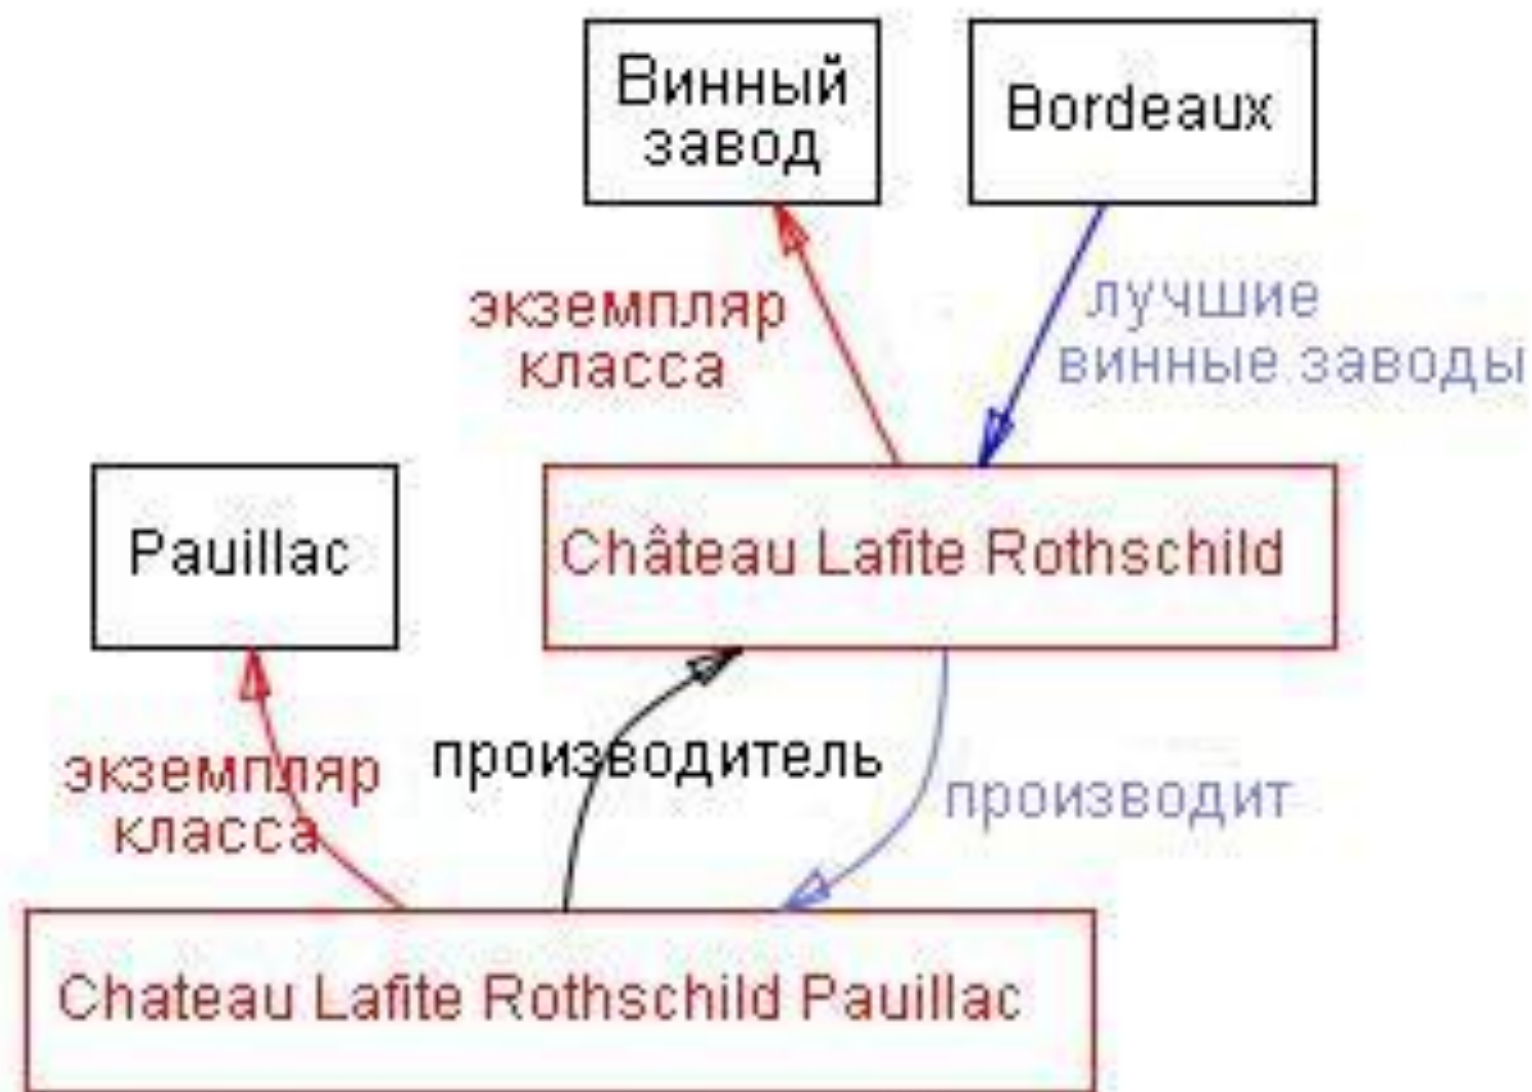 Винный
завод
Bordeaux
экземпляр
класса
лучшие
винные заводы
Pauillac
Château Lafite Rothschild
экземпляр
класса
производитель
производит
Chateau Lafite Rothschild Pauillac